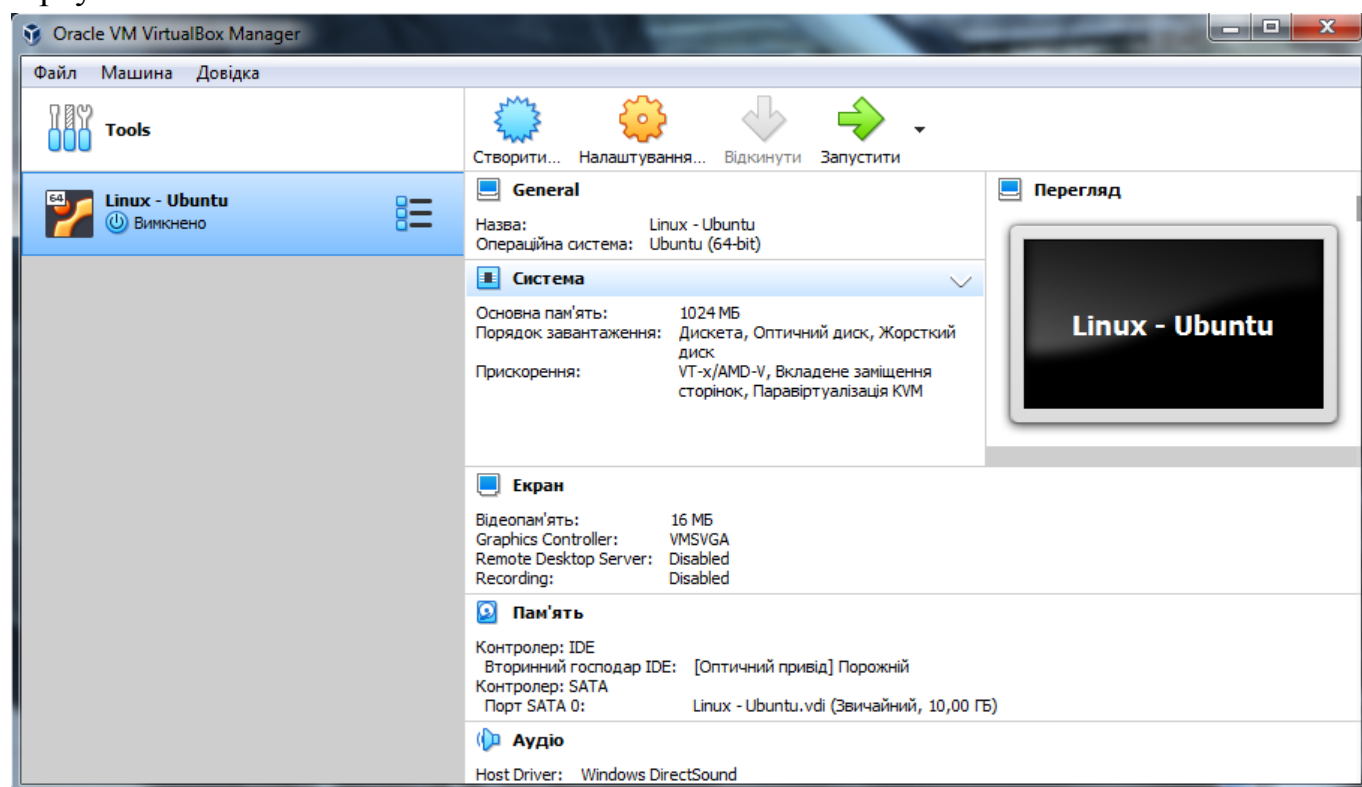 Oracle VM VirtualBox Manager
Файл Машина Довідка
Tools
Створити... Налаштування... Відкинути Запустити
64
Linux - Ubuntu
Вимкнено
General
Назва: Linux - Ubuntu
Операційна система: Ubuntu (64-bit)
Система
Основна пам'ять: 1024 МБ
Порядок завантаження: Дискета, Оптичний диск, Жорсткий
диск
Прискорення: VT-x/AMD-V, Вкладене заміщення
сторінок, Паравіртуалізація KVM
Перегляд
Linux - Ubuntu
Екран
Відеопам'ять: 16 МБ
Graphics Controller: VMSVGA
Remote Desktop Server: Disabled
Recording: Disabled
Пам'ять
Контролер: IDE
Вторинний господар IDE: [Оптичний привід] Порожній
Контролер: SATA
Порт SATA 0: Linux - Ubuntu.vdi (Звичайний, 10,00 ГБ)
Аудіо
Host Driver: Windows DirectSound